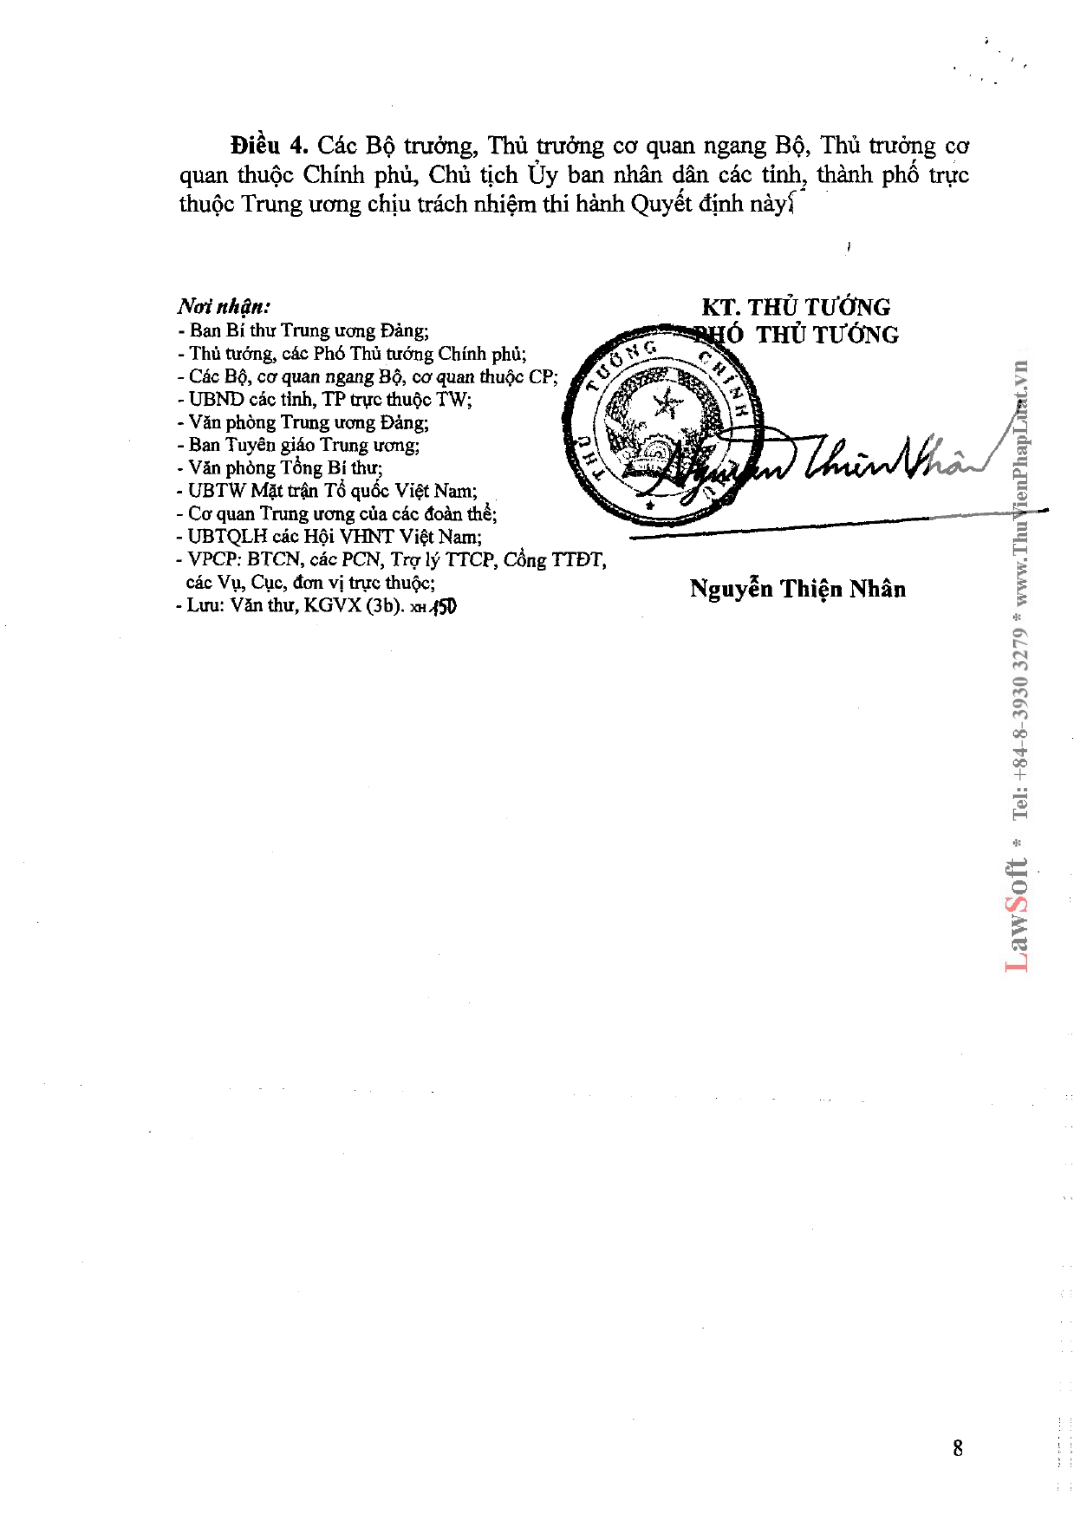 Điều 4. Các Bộ trưởng, Thủ trưởng cơ quan ngang Bộ, Thủ trưởng cơ
quan thuộc Chính phủ, Chủ tịch Ủy ban nhân dân các tỉnh, thành phố trực
thuộc Trung ương chịu trách nhiệm thi hành Quyết định này.
Nơi nhận:
- Ban Bí thư Trung ương Đảng;
- Thủ tướng, các Phó Thủ tướng Chính phủ;
- Các Bộ, cơ quan ngang Bộ, cơ quan thuộc CP;
- UBND các tỉnh, TP trực thuộc TW;
- Văn phòng Trung ương Đảng;
- Ban Tuyên giáo Trung ương;
- Văn phòng Tổng Bí thư;
- UBTW Mặt trận Tổ quốc Việt Nam;
- Cơ quan Trung ương của các đoàn thể;
- UBTQLH các Hội VHNT Việt Nam;
- VPCP: BTCN, các PCN, Trợ lý TTCP, Cổng TTĐT,
các Vụ, Cục, đơn vị trực thuộc;
- Lưu: Văn thư, KGVX (3b). XH 150
KT. THỦ TƯỚNG
PHÓ THỦ TƯỚNG
THỦ TƯỚNG CHÍNH PHỦ
Nguyễn Thiện Nhân
Nguyễn Thiện Nhân
LawSoft * Tel: +84-8-3930 3279 * www.ThuVienPhapLuat.vn
8